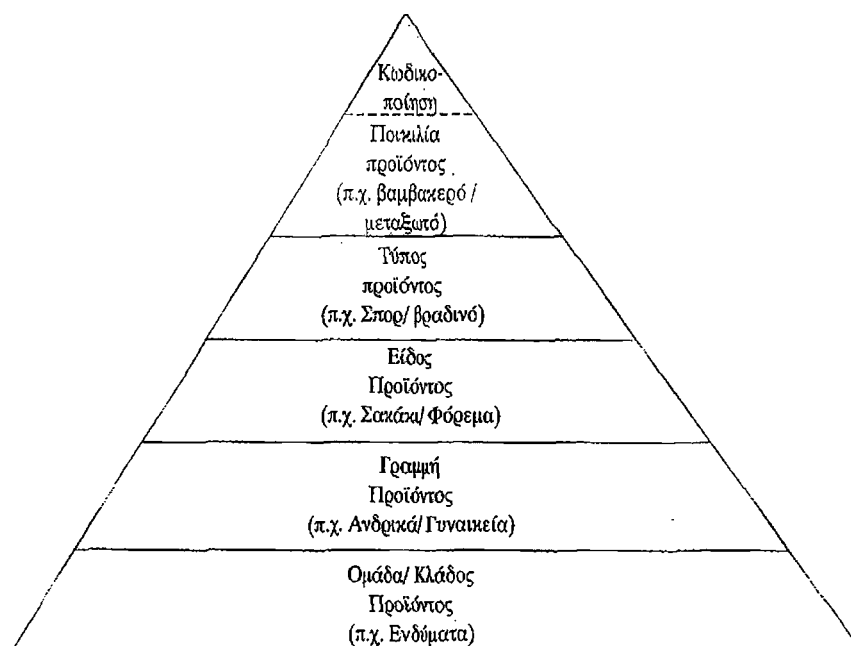 Κωδικο-
ποίηση
Ποικιλία
προϊόντος
(π.χ. βαμβακερό /
μεταξωτό)
Τύπος
προϊόντος
(π.χ. Σπορ/ βραδινό)
Είδος
Προϊόντος
(π.χ. Σακάκι/ Φόρεμα)
Γραμμή
Προϊόντος
(π.χ. Ανδρικά/ Γυναικεία)
Ομάδα/ Κλάδος
Προϊόντος
(π.χ. Ενδύματα)